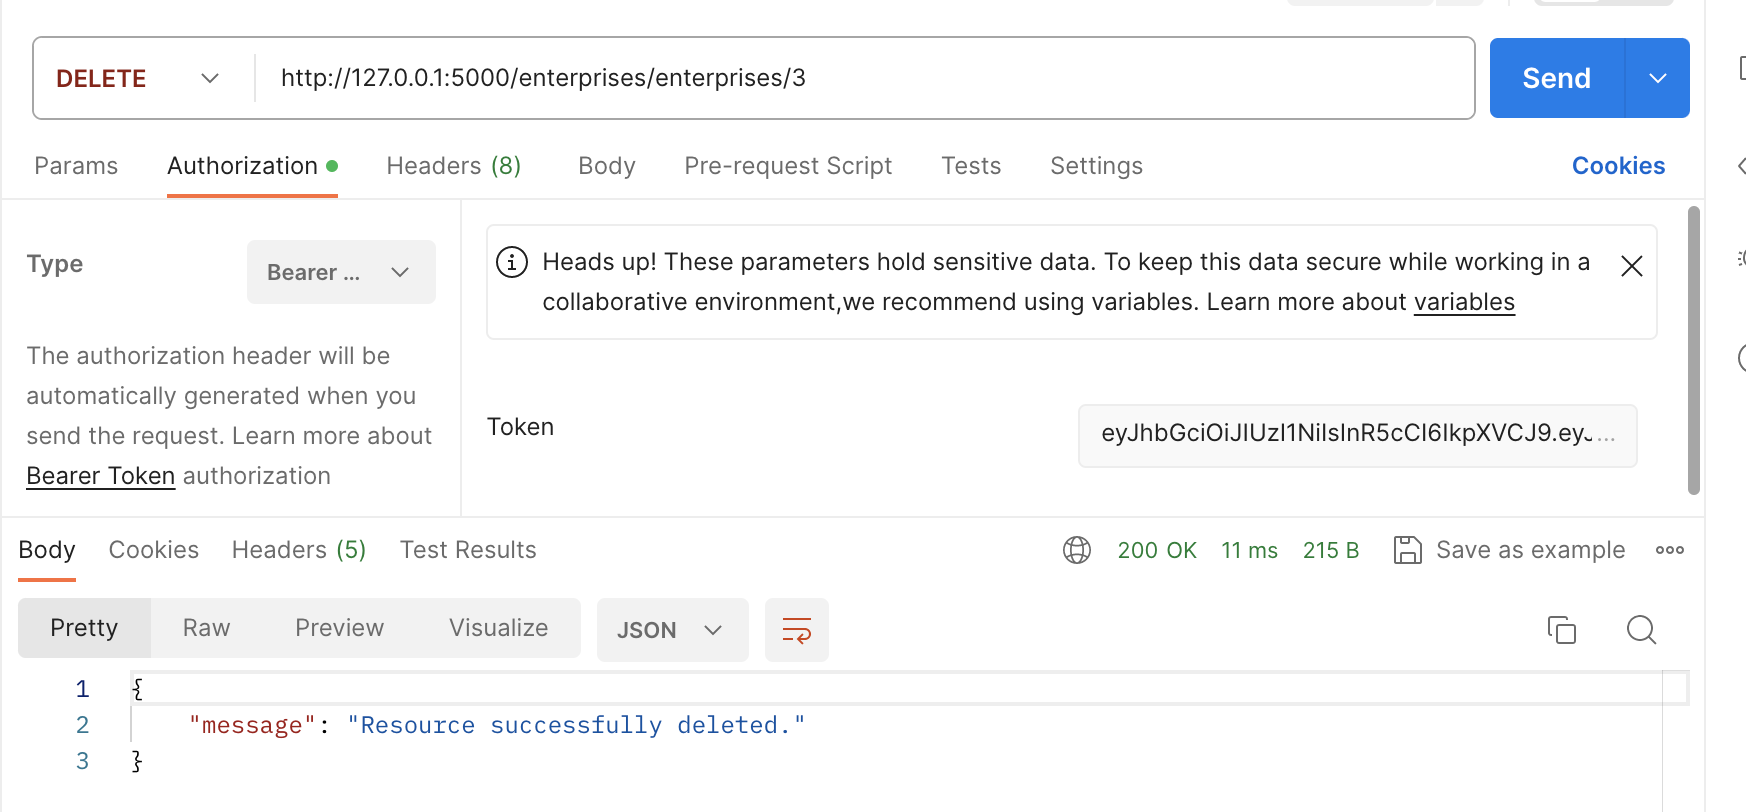 DELETE http://127.0.0.1:5000/enterprises/enterprises/3 Send
Params Authorization Headers (8) Body Pre-request Script Tests Settings Cookies
Type Bearer ...
The authorization header will be
automatically generated when you
send the request. Learn more about
Bearer Token authorization
Heads up! These parameters hold sensitive data. To keep this data secure while working in a
collaborative environment,we recommend using variables. Learn more about variables
Token eyJhbGciOiJIUzI1NiIsInR5cCI6IkpXVCJ9.eyJ...
Body Cookies Headers (5) Test Results 200 OK 11 ms 215 B Save as example
Pretty Raw Preview Visualize JSON
1 {
2 "message": "Resource successfully deleted."
3 }